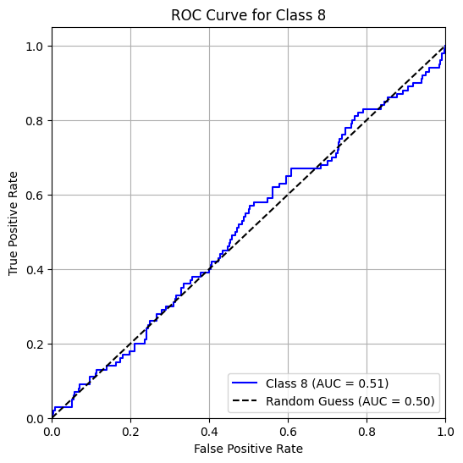 ROC Curve for Class 8
True Positive Rate
1.0
0.8
0.6
0.4
0.2
0.0
Class 8 (AUC = 0.51)
Random Guess (AUC = 0.50)
0.0 0.2 0.4 0.6 0.8 1.0
False Positive Rate